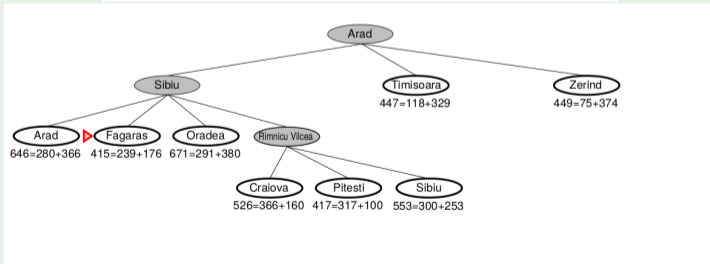 Arad
Sibiu
Timisoara
Zerind
447=118+329
449=75+374
Arad
Fagaras
Oradea
Rimnicu Vilcea
646=280+366
415=239+176
671=291+380
Craiova
Pitesti
Sibiu
526=366+160
417=317+100
553=300+253